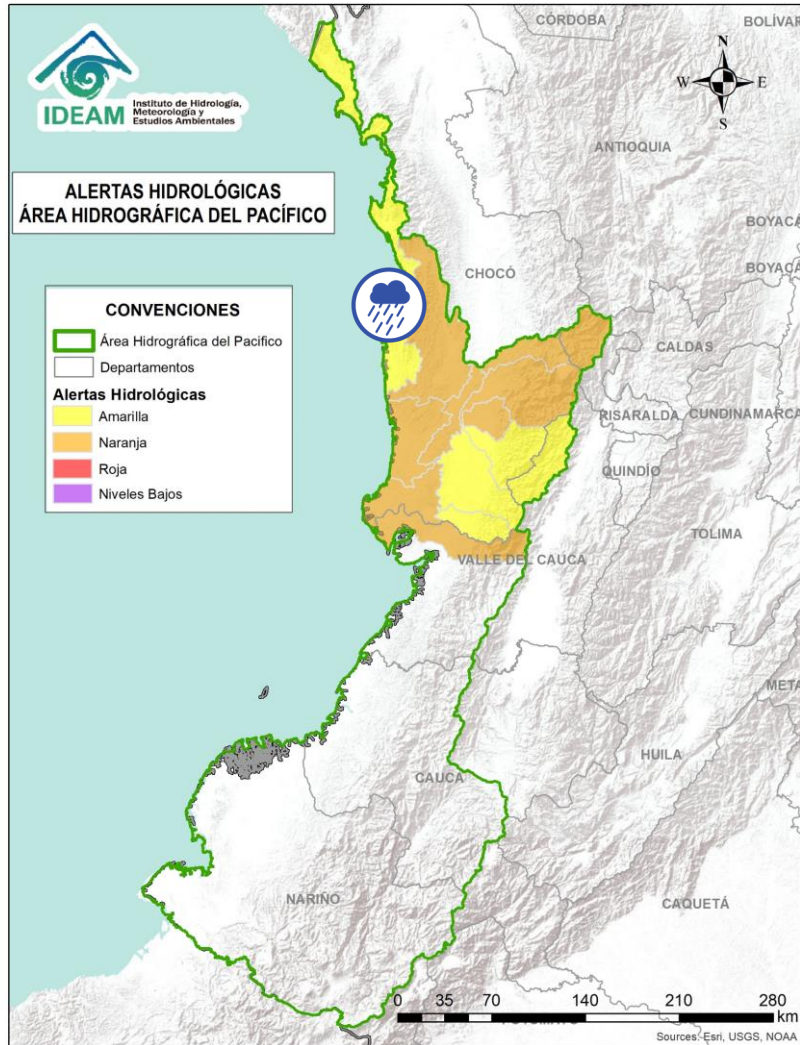 IDEAM
Instituto de Hidrología,
Meteorología y
Estudios Ambientales
CÓRDOBA
BOLÍVAR
N
W
E
S
ANTIOQUIA
ALERTAS HIDROLÓGICAS
ÁREA HIDROGRÁFICA DEL PACÍFICO
BOYACÁ
BOYACÁ
CHOCÓ
CONVENCIONES
Área Hidrográfica del Pacifico
Departamentos
Alertas Hidrológicas
Amarilla
Naranja
Roja
Niveles Bajos
CALDAS
RISARALDA
CUNDINAMARCA
QUINDÍO
TOLIMA
VALLE DEL CAUCA
META
HUILA
CAUCA
NARIÑO
CAQUETÁ
0 35 70 140 210 280
km
Sources: Esri, USGS, NOAA